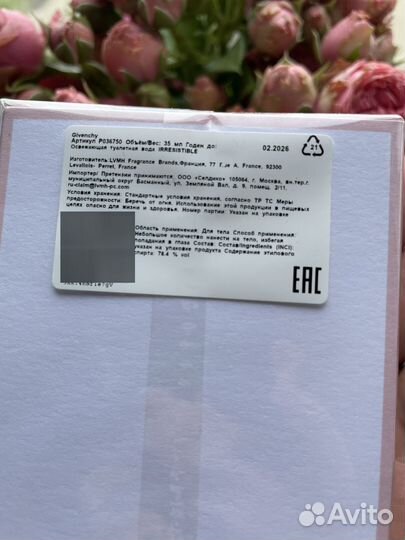 Givenchy
Артикул P036750 Объём/Вес: 35 мл Годен до: 02.2026
Освежающая туалетная вода IRRESISTIBLE
21
Изготовитель LVMH Fragrance Brands,Франция, 77 Г.je A. France, 92300
Levallois- Perret, France
Импортер! Претензии принимаются, ООО «Селдико» 105064, г. Москва, вн.тер.г.
муниципальный округ Басманный, ул. Земляной Вал, д. 9, помещ. 2/11,
ru-claim@lvmh-pc.com
Условия хранения: Стандартные условия хранения, согласно ТР ТС Меры
предосторожности: Беречь от огня. Использование этой продукции в пищевых
целях опасно для жизни и здоровья. Номер партии: Указан на упаковке
Область применения: Для тела Способ применения:
Небольшое количество нанести на тело, избегая
попадания в глаза Состав: Состав/Ingredients (INCI):
указан на упаковке продукта Содержание этилового
спирта: 78.4 % vol
EAC
Avito